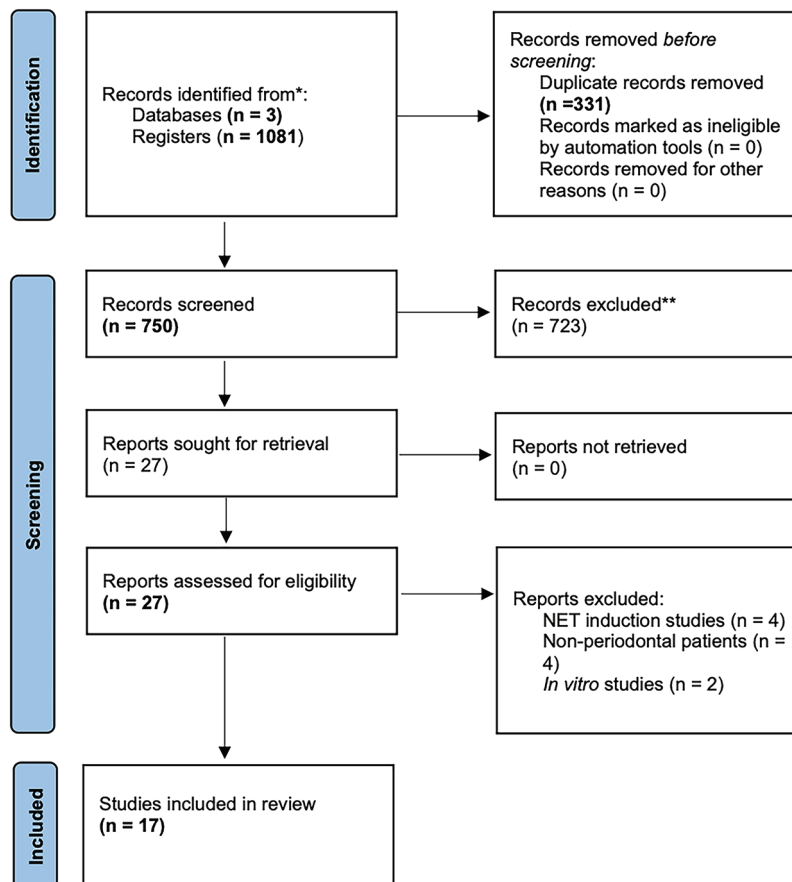 Identification
Records identified from*:
Databases (n = 3)
Registers (n = 1081)
Records removed before
screening:
Duplicate records removed
(n =331)
Records marked as ineligible
by automation tools (n = 0)
Records removed for other
reasons (n = 0)
Screening
Records screened
(n = 750)
Records excluded**
(n = 723)
Reports sought for retrieval
(n = 27)
Reports not retrieved
(n = 0)
Reports assessed for eligibility
(n = 27)
Reports excluded:
NET induction studies (n = 4)
Non-periodontal patients (n =
4)
In vitro studies (n = 2)
Included
Studies included in review
(n = 17)